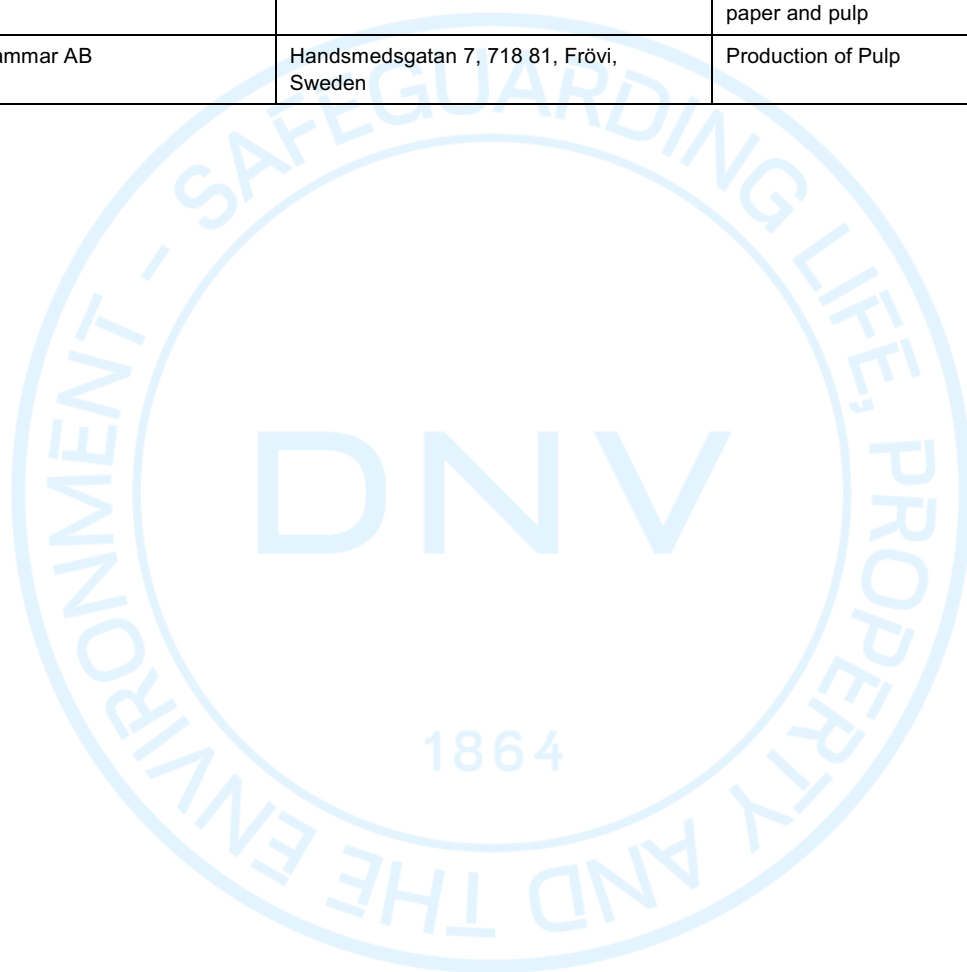 paper and pulp
ammar AB
Handsmedsgatan 7, 718 81, Frövi,
Sweden
Production of Pulp
SAFEGUARDING LIFE, PROPERTY AND THE ENVIRONMENT -
DNV
1864